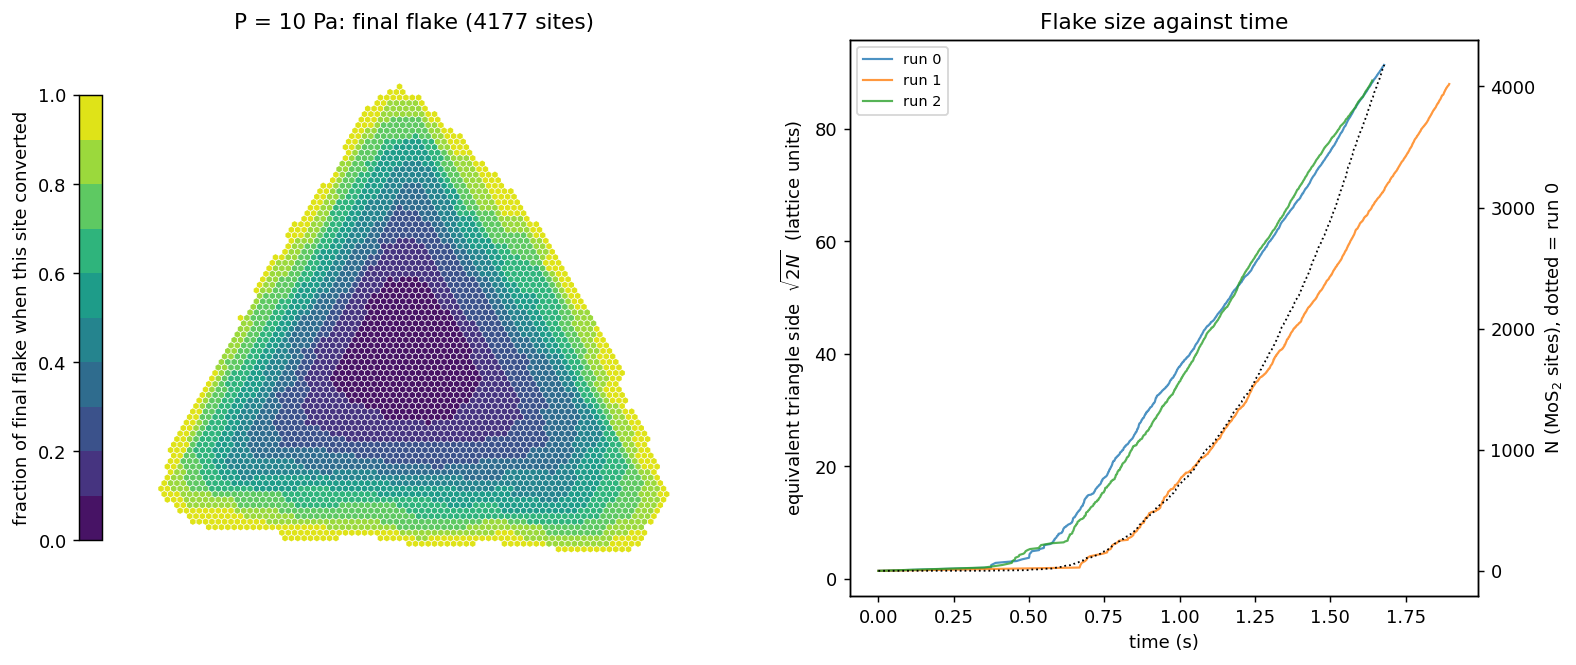 P = 10 Pa: final flake (4177 sites)
fraction of final flake when this site converted
1.0
0.8
0.6
0.4
0.2
0.0
Flake size against time
run 0
run 1
run 2
equivalent triangle side √2N (lattice units)
80
60
40
20
0
4000
3000
2000
1000
0
N (MoS₂ sites), dotted = run 0
0.00 0.25 0.50 0.75 1.00 1.25 1.50 1.75
time (s)